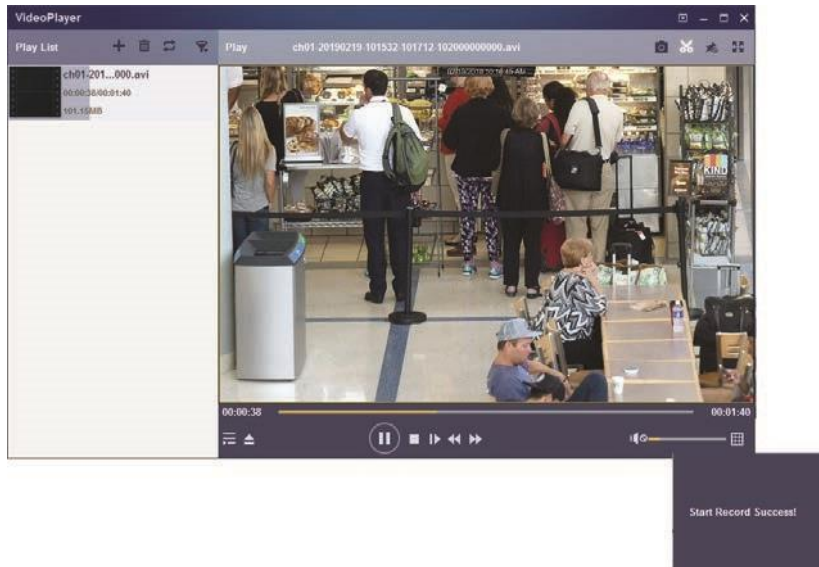 VideoPlayer
Play List
Play ch01-20190219-101532-101712-102000000000.avi
ch01-201...000.avi
00:00:38/00:01:40
101.15MB
KIND
00:00:38 00:01:40
Start Record Success!